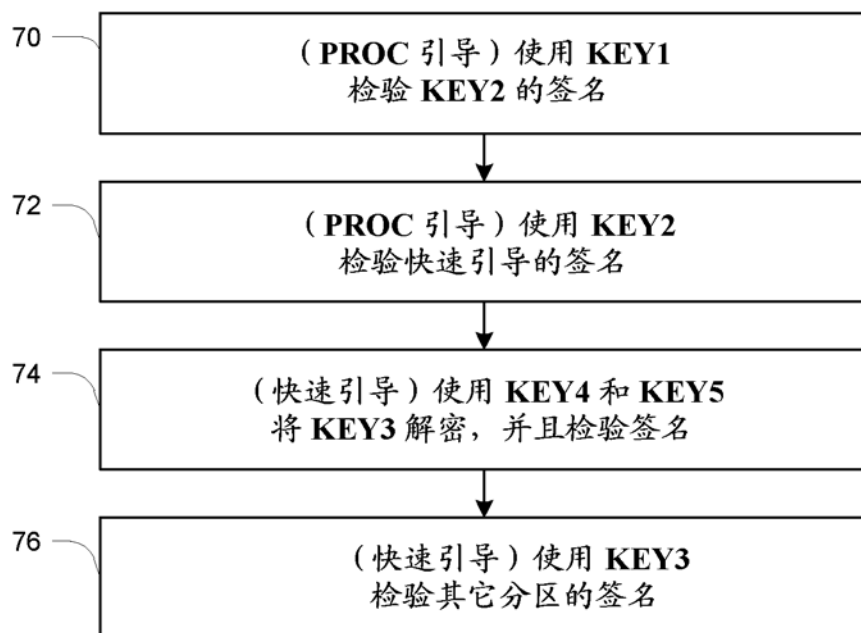 70
（PROC 引导）使用 KEY1
检验 KEY2 的签名
72
（PROC 引导）使用 KEY2
检验快速引导的签名
74
（快速引导）使用 KEY4 和 KEY5
将 KEY3 解密，并且检验签名
76
（快速引导）使用 KEY3
检验其它分区的签名